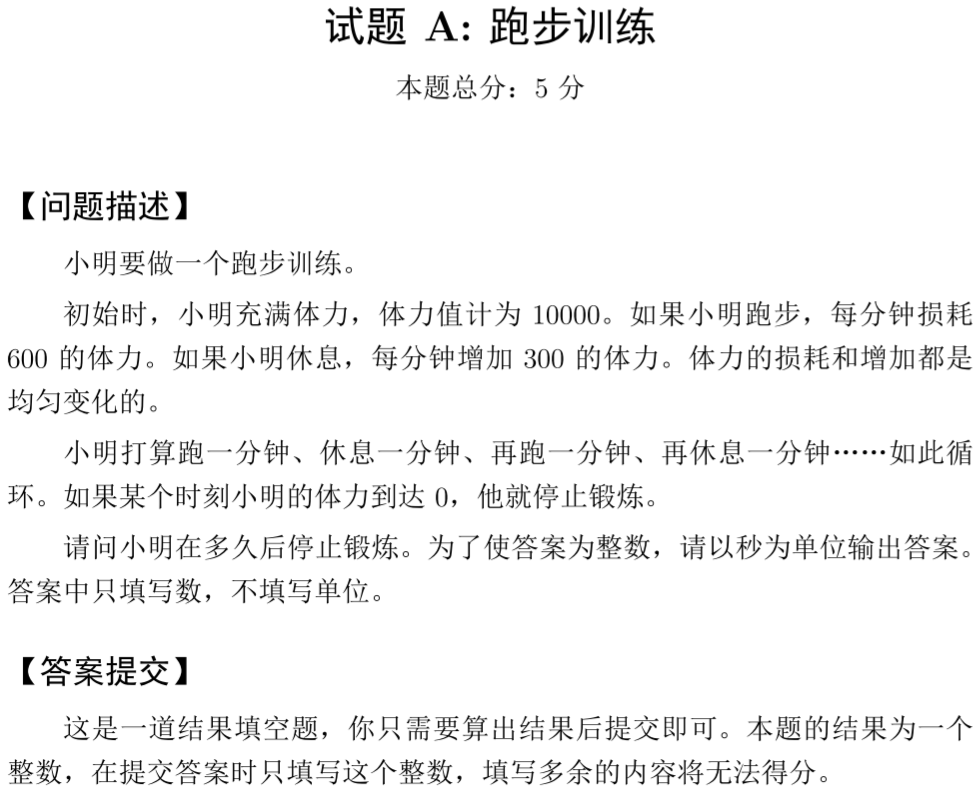 试题 A: 跑步训练
本题总分：5 分
【问题描述】
小明要做一个跑步训练。
初始时，小明充满体力，体力值计为 10000。如果小明跑步，每分钟损耗
600 的体力。如果小明休息，每分钟增加 300 的体力。体力的损耗和增加都是
均匀变化的。
小明打算跑一分钟、休息一分钟、再跑一分钟、再休息一分钟……如此循
环。如果某个时刻小明的体力到达 0，他就停止锻炼。
请问小明在多久后停止锻炼。为了使答案为整数，请以秒为单位输出答案。
答案中只填写数，不填写单位。
【答案提交】
这是一道结果填空题，你只需要算出结果后提交即可。本题的结果为一个
整数，在提交答案时只填写这个整数，填写多余的内容将无法得分。